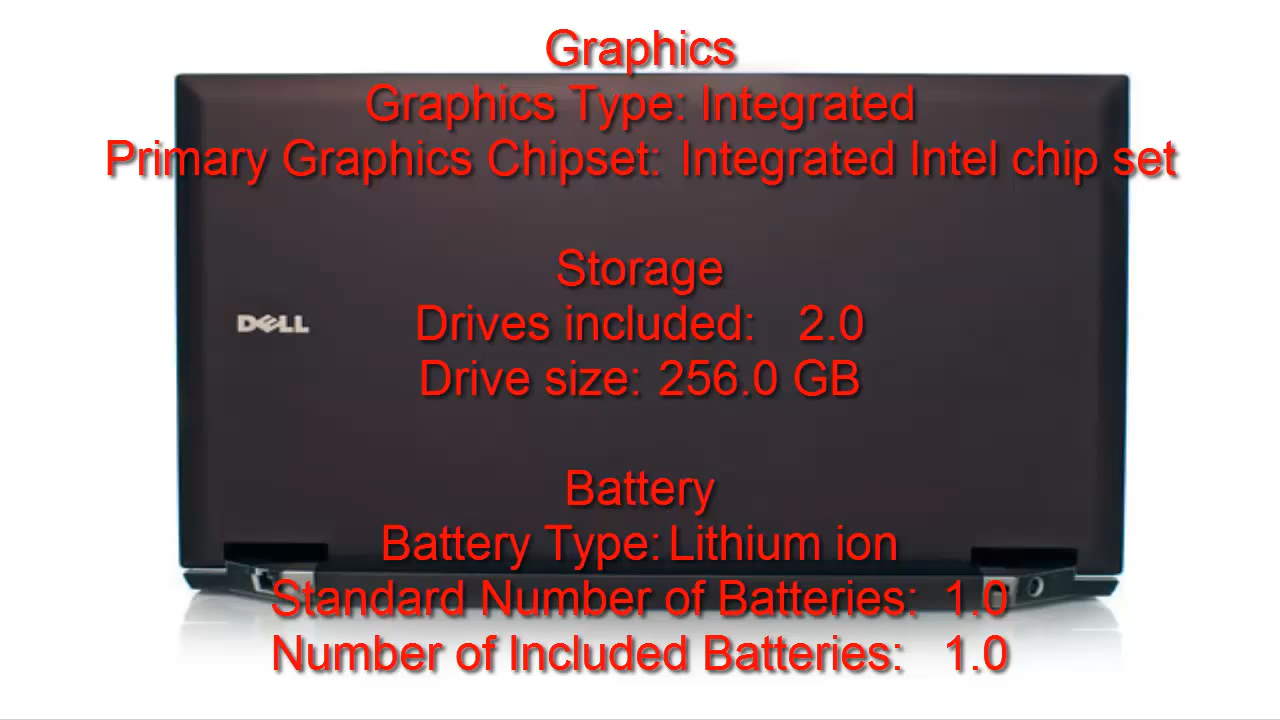 Graphics
Graphics Type: Integrated
Primary Graphics Chipset: Integrated Intel chip set
Storage
DELL
Drives included: 2.0
Drive size: 256.0 GB
Battery
Battery Type: Lithium ion
Standard Number of Batteries: 1.0
Number of Included Batteries: 1.0